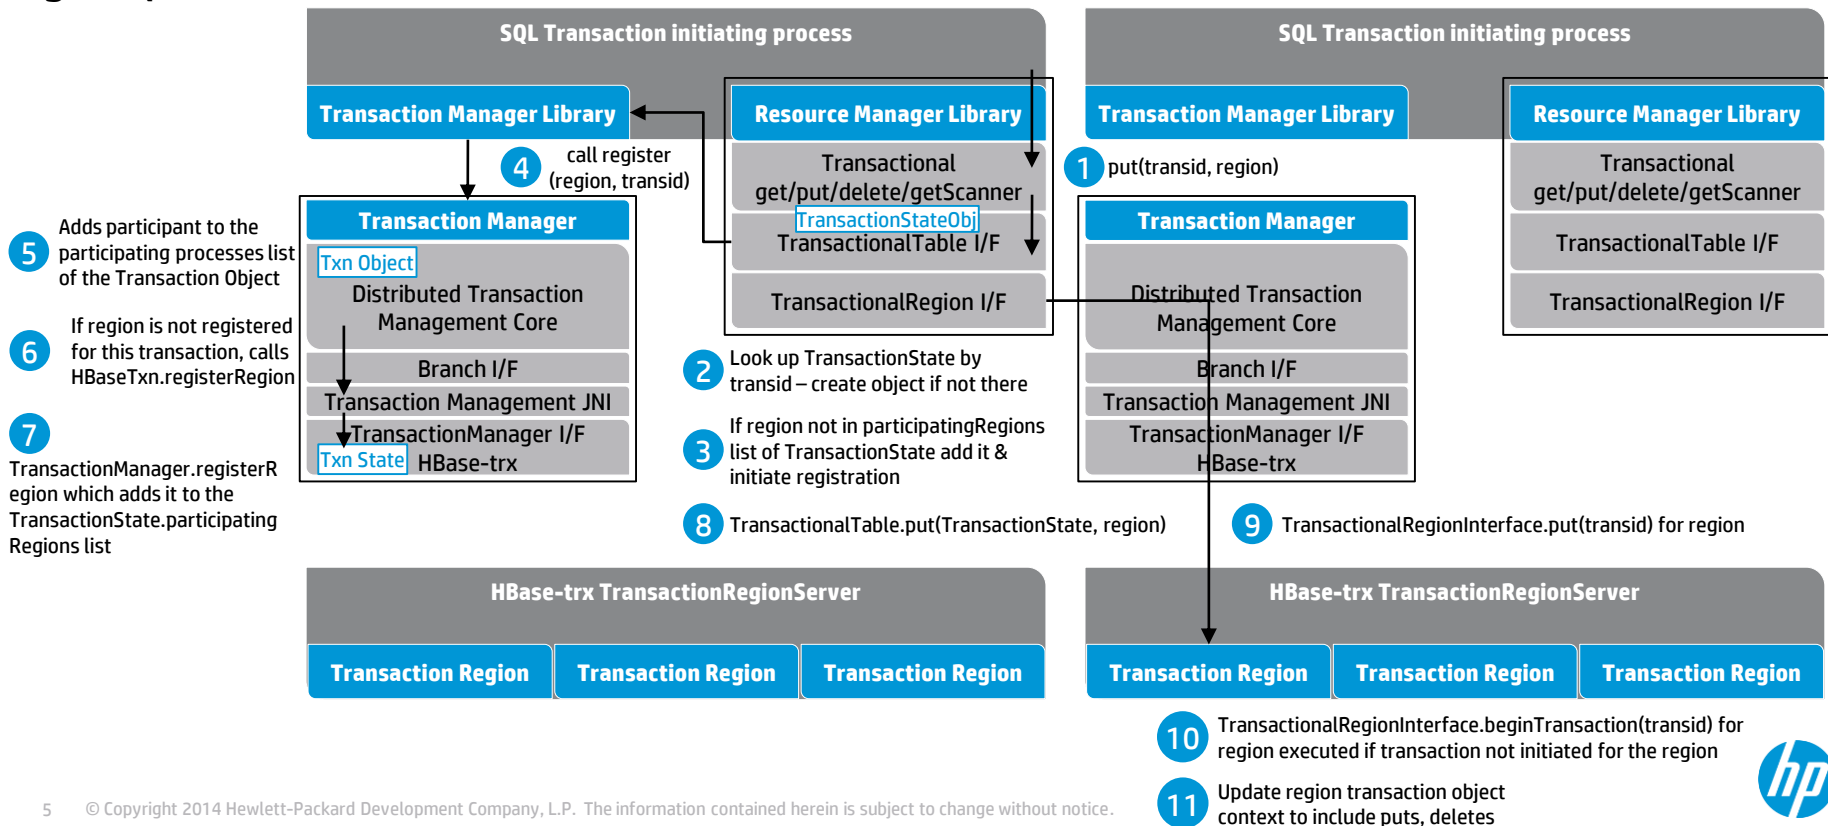 SQL Transaction initiating process
SQL Transaction initiating process
Transaction Manager Library
Resource Manager Library
Transaction Manager Library
Resource Manager Library
4
call register
(region, transid)
Transactional
get/put/delete/getScanner
TransactionStateObj
TransactionalTable I/F
TransactionalRegion I/F
1
put(transid, region)
Transactional
get/put/delete/getScanner
TransactionalTable I/F
TransactionalRegion I/F
5
Adds participant to the
participating processes list
of the Transaction Object
6
If region is not registered
for this transaction, calls
HBaseTxn.registerRegion
7
TransactionManager.registerR
egion which adds it to the
TransactionState.participating
Regions list
Transaction Manager
Txn Object
Distributed Transaction
Management Core
Branch I/F
Transaction Management JNI
TransactionManager I/F
Txn State
HBase-trx
2
Look up TransactionState by
transid – create object if not there
3
If region not in participatingRegions
list of TransactionState add it &
initiate registration
Transaction Manager
Distributed Transaction
Management Core
Branch I/F
Transaction Management JNI
TransactionManager I/F
HBase-trx
8
TransactionalTable.put(TransactionState, region)
9
TransactionalRegionInterface.put(transid) for region
HBase-trx TransactionRegionServer
HBase-trx TransactionRegionServer
Transaction Region
Transaction Region
Transaction Region
Transaction Region
Transaction Region
Transaction Region
10
TransactionalRegionInterface.beginTransaction(transid) for
region executed if transaction not initiated for the region
11
Update region transaction object
context to include puts, deletes
hp
5 © Copyright 2014 Hewlett-Packard Development Company, L.P. The information contained herein is subject to change without notice.